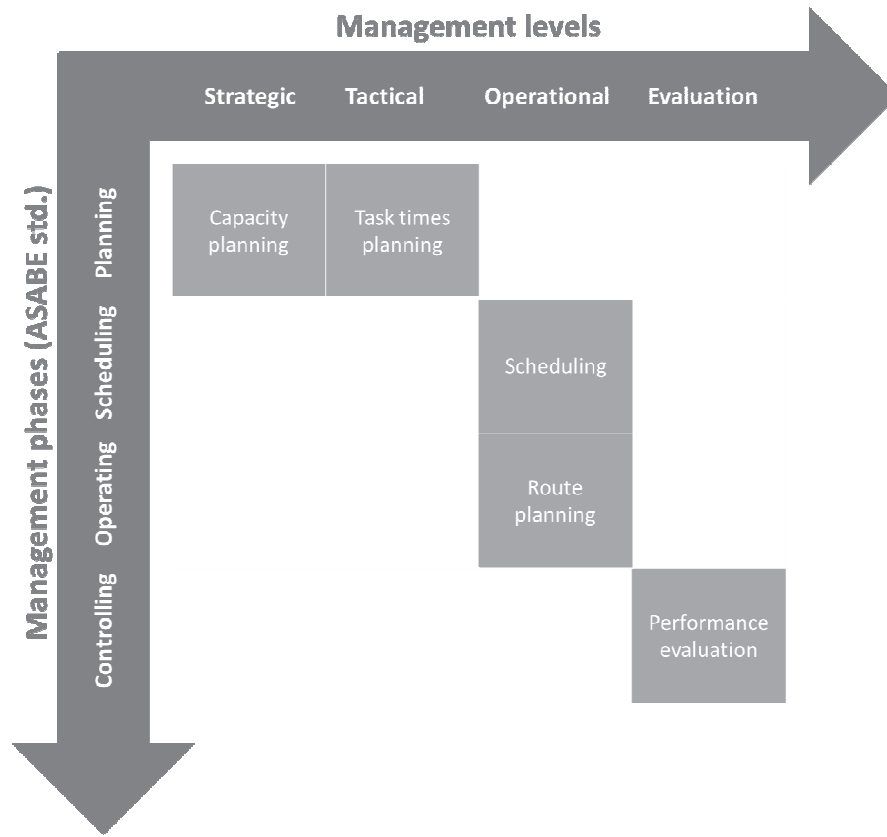 Management levels
Strategic Tactical Operational Evaluation
Management phases (ASABE std.)
Planning
Scheduling
Operating
Controlling
Capacity
planning
Task times
planning
Scheduling
Route
planning
Performance
evaluation